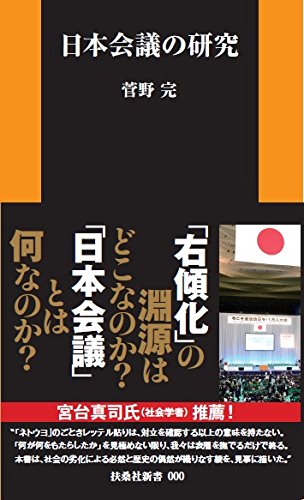 日本会議の研究
菅野 完
「右傾化」の
淵源は
どこなのか?
「日本会議」
とは
何なのか?
宮台真司氏(社会学者)推薦!
“「ネトウヨ」のごときレッテル貼りは、対立を確認する以上の意味を持たない。
「何が何をもたらしたか」を見極めない限り、我々は表層を撫でるだけで終る。
本書は、社会の劣化による必然と歴史の偶然が織りなす綾を、見事に描いた。”
扶桑社新書 000